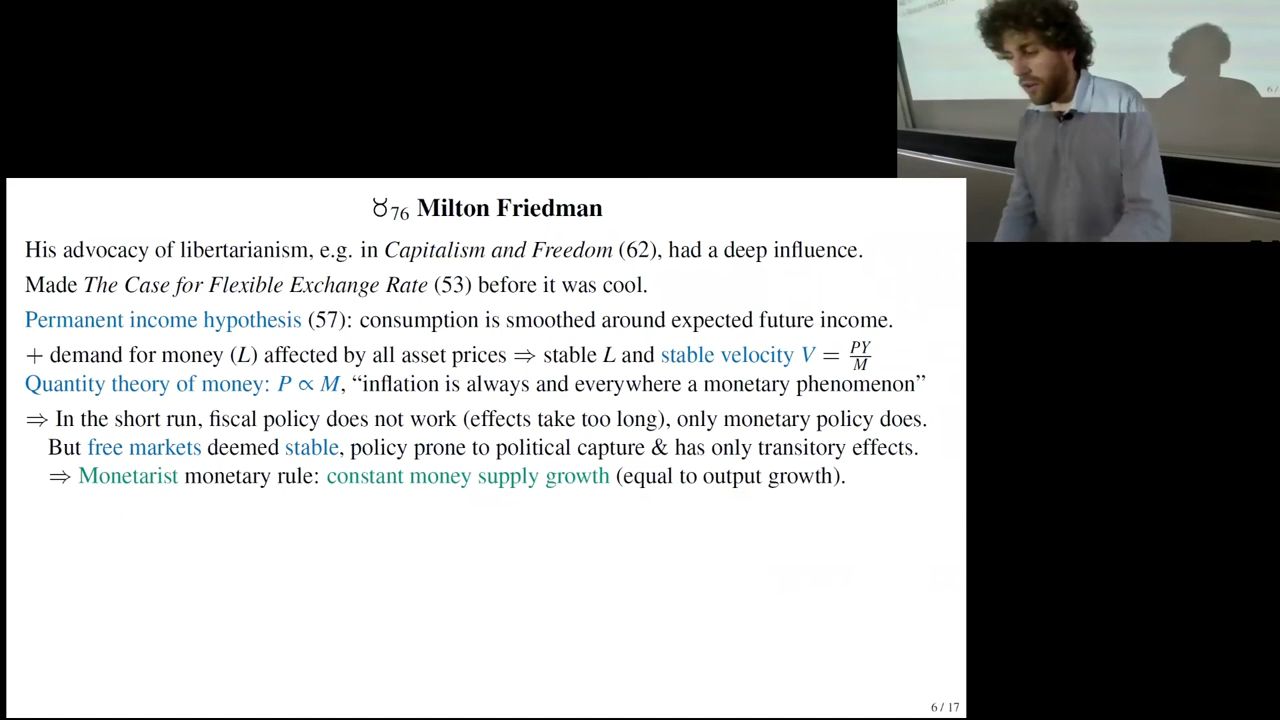 ♉76 Milton Friedman
His advocacy of libertarianism, e.g. in Capitalism and Freedom (62), had a deep influence.
Made The Case for Flexible Exchange Rate (53) before it was cool.
Permanent income hypothesis (57): consumption is smoothed around expected future income.
+ demand for money (L) affected by all asset prices ⇒ stable L and stable velocity V = PY/M
Quantity theory of money: P ∝ M, “inflation is always and everywhere a monetary phenomenon”
⇒ In the short run, fiscal policy does not work (effects take too long), only monetary policy does.
But free markets deemed stable, policy prone to political capture & has only transitory effects.
⇒ Monetarist monetary rule: constant money supply growth (equal to output growth).
6 / 17